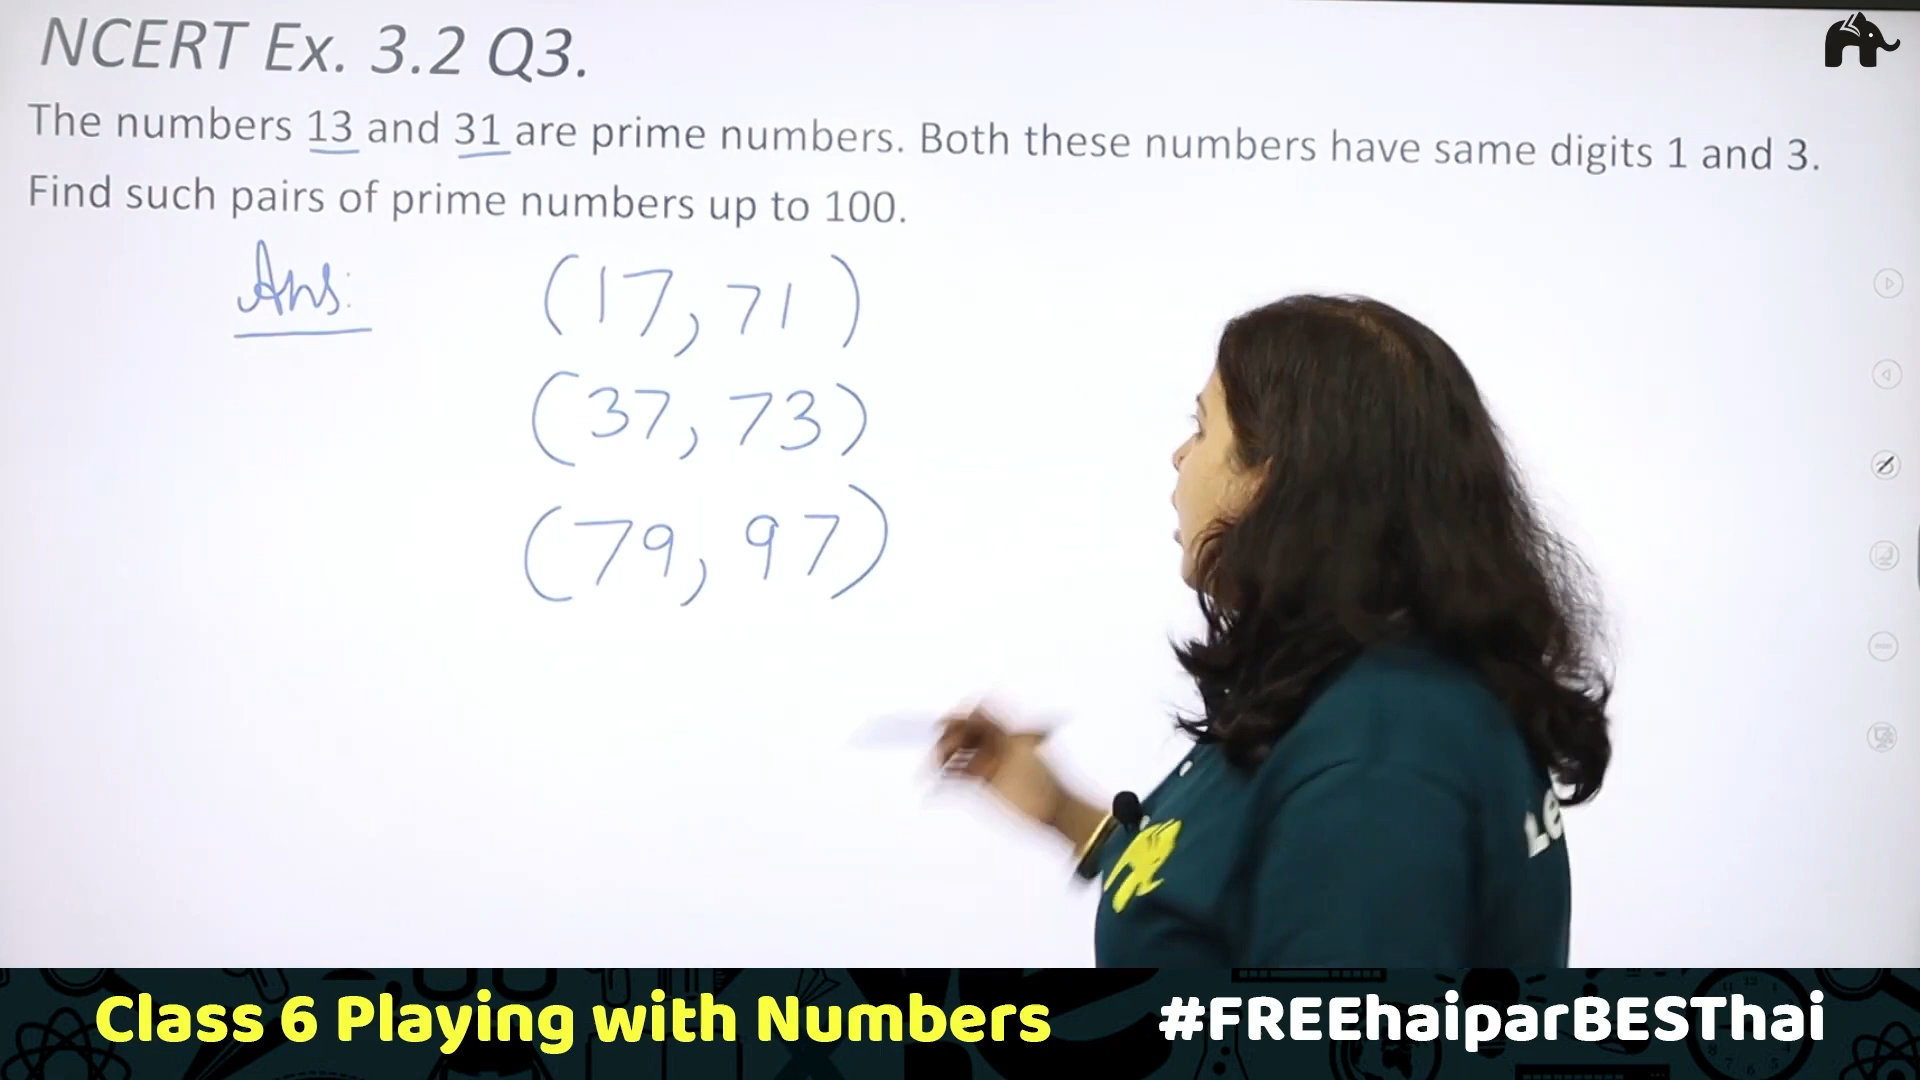 NCERT Ex. 3.2 Q3.
The numbers 13 and 31 are prime numbers. Both these numbers have same digits 1 and 3.
Find such pairs of prime numbers up to 100.
Ans:
(17, 71)
(37, 73)
(79, 97)
Le
Class 6 Playing with Numbers #FREEhaiparBESThai